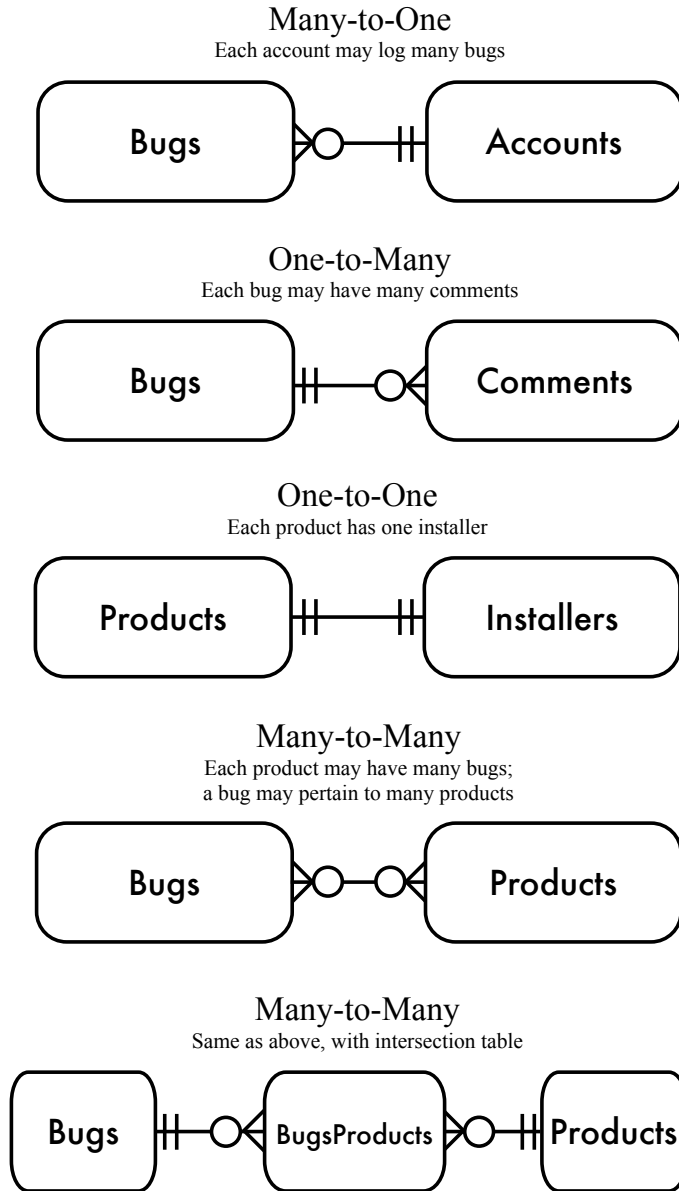 Many-to-One
Each account may log many bugs
Bugs
Accounts
One-to-Many
Each bug may have many comments
Bugs
Comments
One-to-One
Each product has one installer
Products
Installers
Many-to-Many
Each product may have many bugs;
a bug may pertain to many products
Bugs
Products
Many-to-Many
Same as above, with intersection table
Bugs
BugsProducts
Products